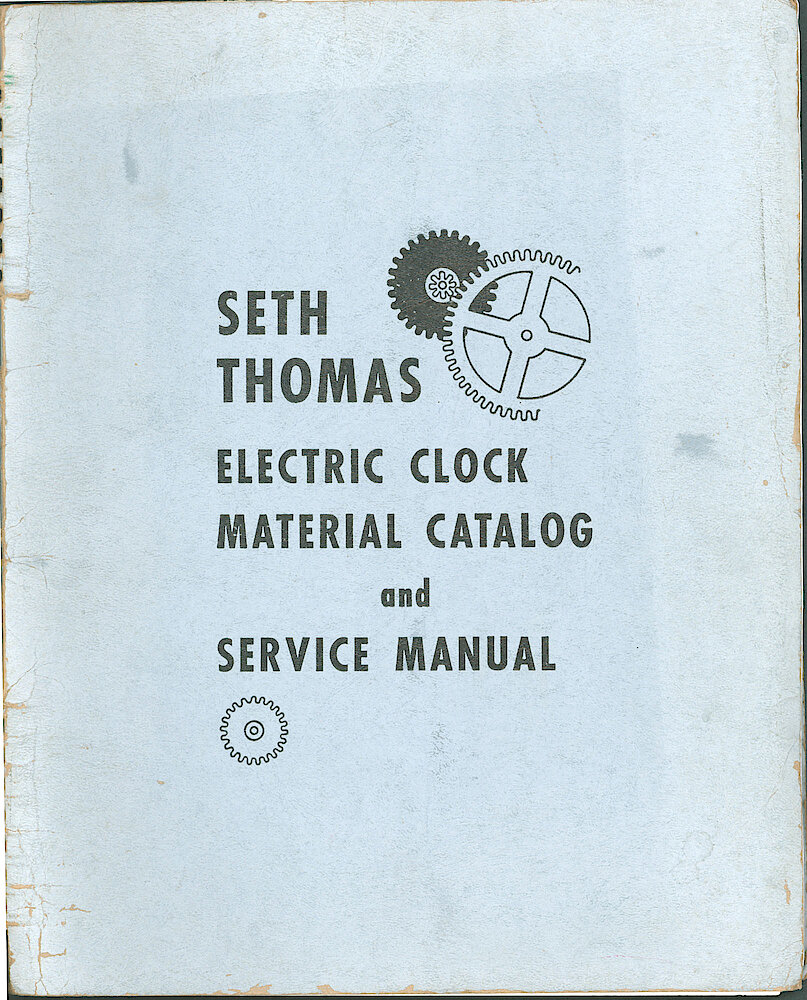 SETH
THOMAS
ELECTRIC CLOCK
MATERIAL CATALOG
and
SERVICE MANUAL